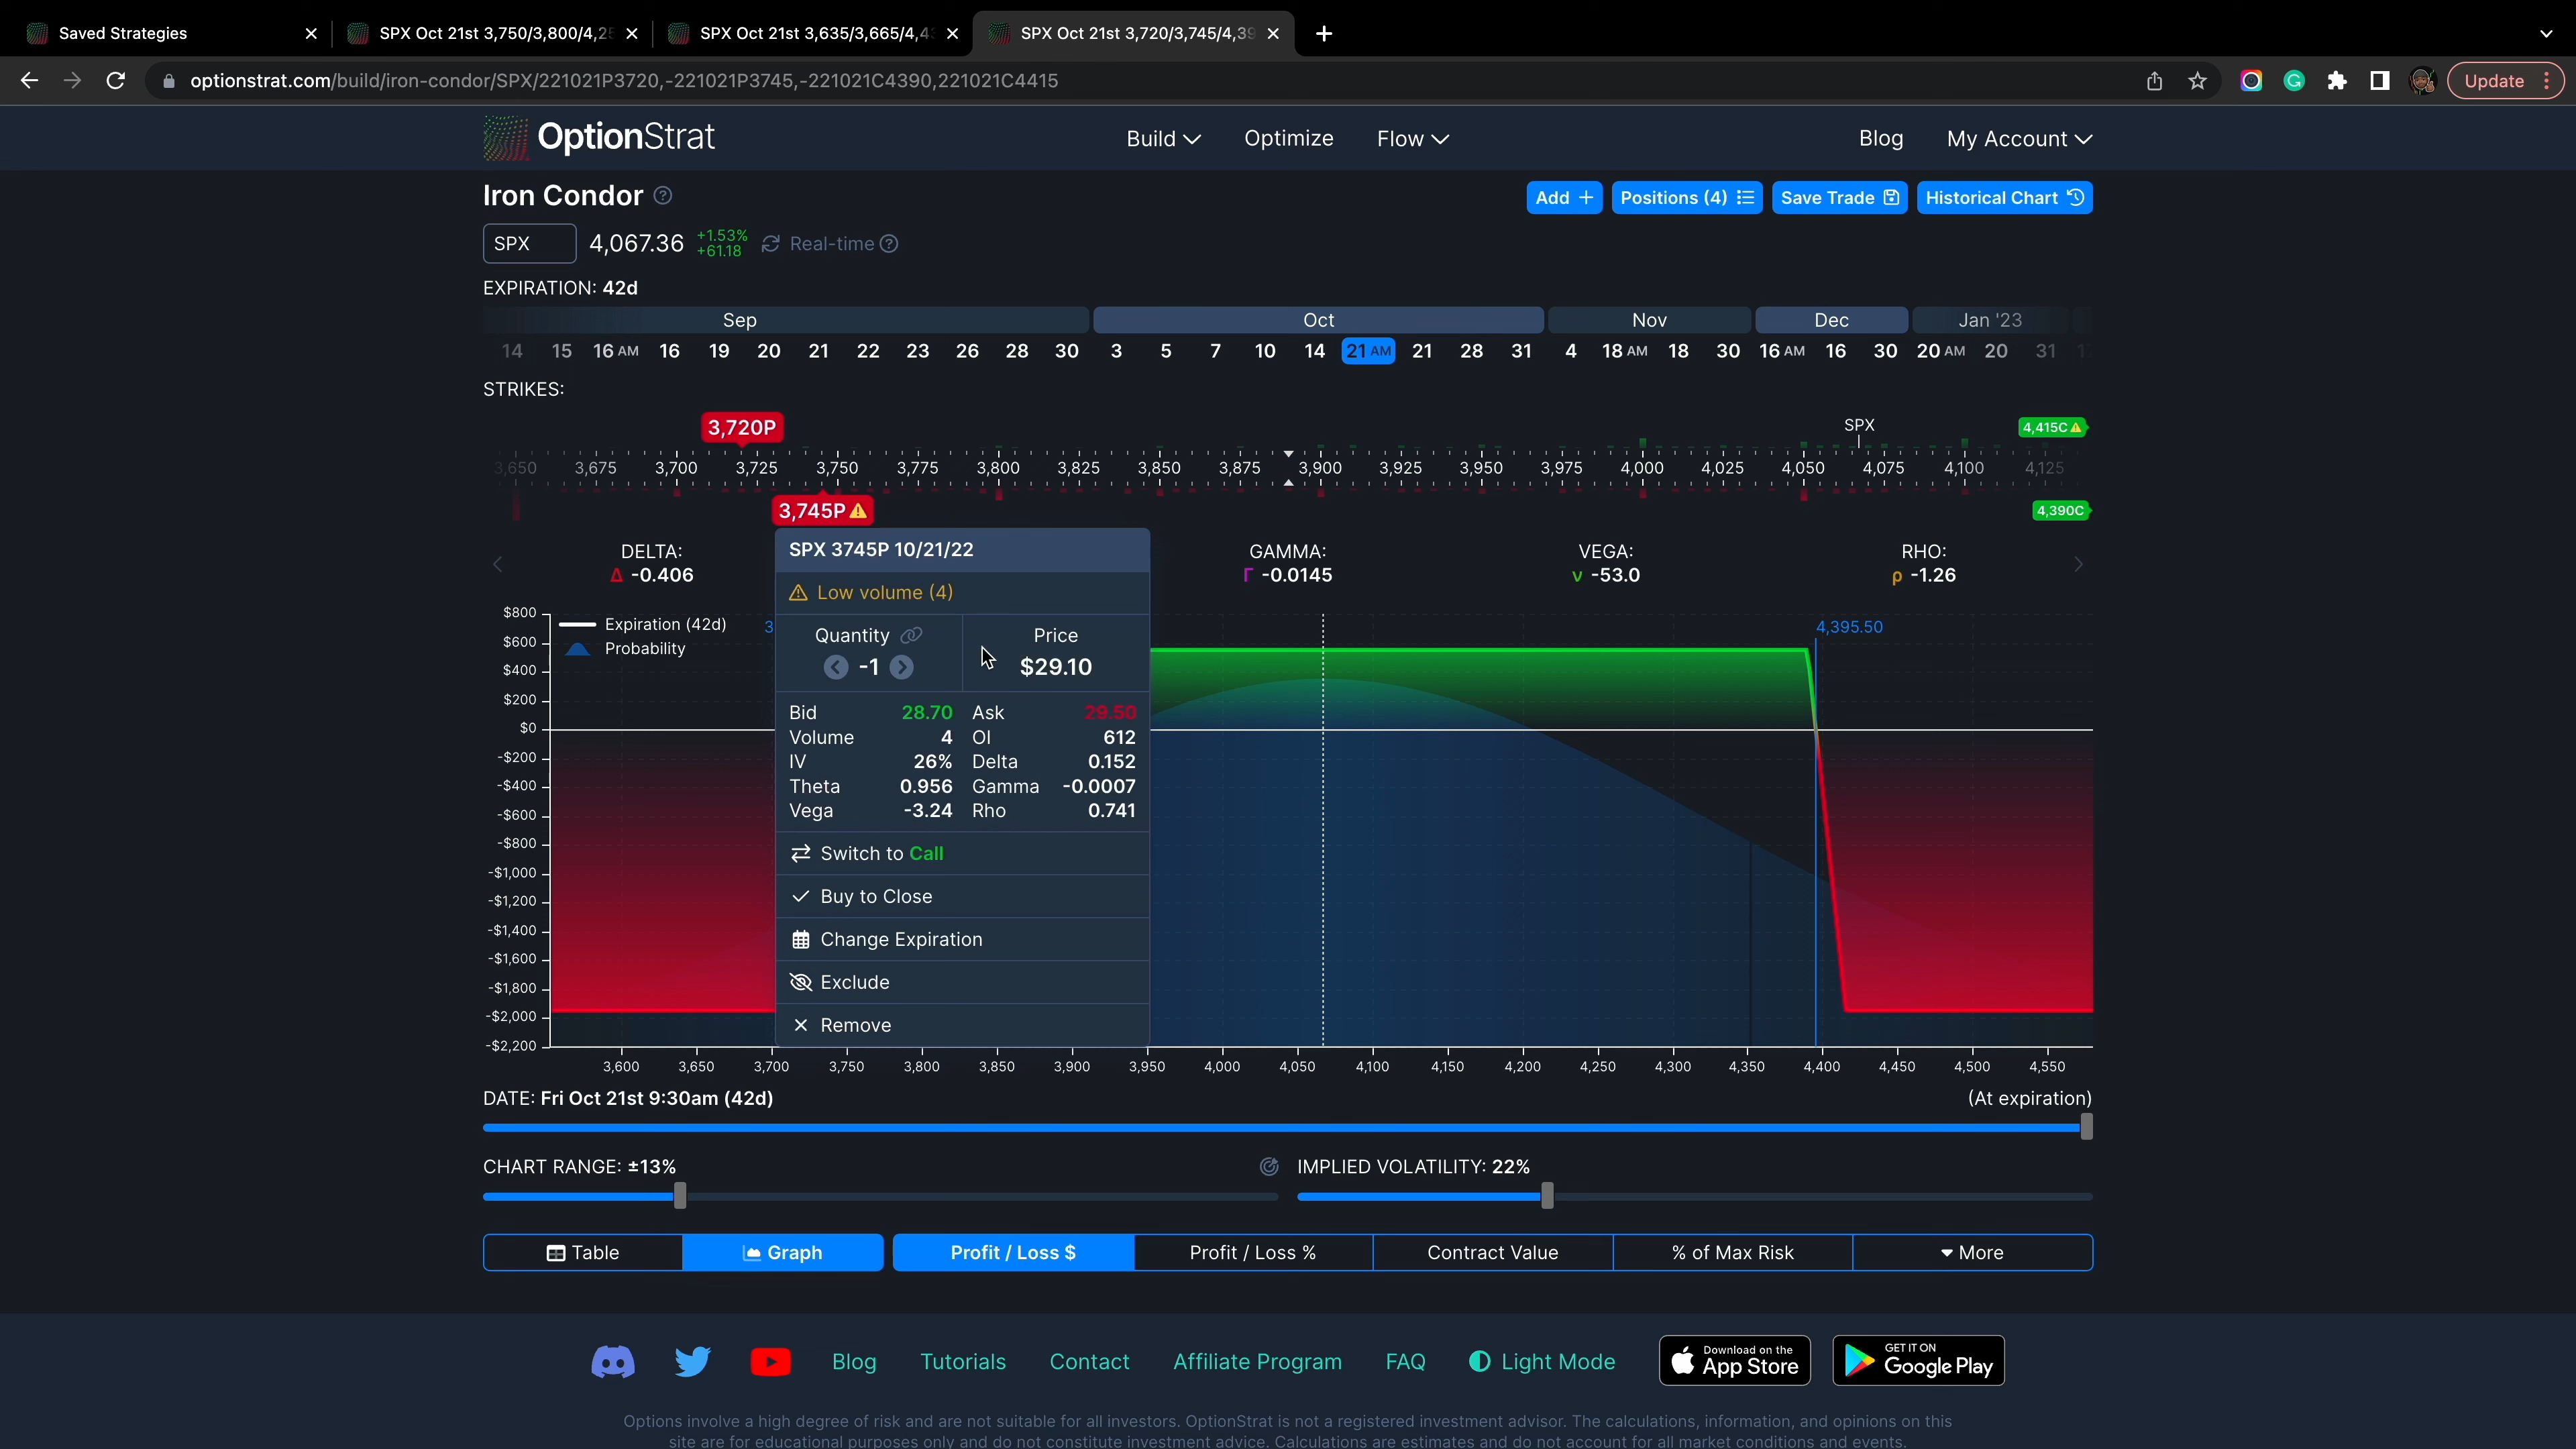 Saved Strategies
SPX Oct 21st 3,750/3,800/4,25
SPX Oct 21st 3,635/3,665/4,43
SPX Oct 21st 3,720/3,745/4,39
optionstrat.com/build/iron-condor/SPX/221021P3720,-221021P3745,-221021C4390,221021C4415
Update
OptionStrat
Build
Optimize
Flow
Blog
My Account
Iron Condor
Add +
Positions (4)
Save Trade
Historical Chart
SPX
4,067.36
+1.53%
+61.18
Real-time
EXPIRATION: 42d
Sep Oct Nov Dec Jan '23
14 15 16 AM 16 19 20 21 22 23 26 28 30 3 5 7 10 14 21 AM 21 28 31 4 18 AM 18 30 16 AM 16 30 20 AM 20 31
STRIKES:
3,720P
SPX
4,415C
3,650 3,675 3,700 3,725 3,750 3,775 3,800 3,825 3,850 3,875 3,900 3,925 3,950 3,975 4,000 4,025 4,050 4,075 4,100 4,125
3,745P
4,390C
DELTA:
Δ -0.406
GAMMA:
Γ -0.0145
VEGA:
ν -53.0
RHO:
ρ -1.26
SPX 3745P 10/21/22
Low volume (4)
Quantity
-1
Price
$29.10
Bid 28.70 Ask 29.50
Volume 4 OI 612
IV 26% Delta 0.152
Theta 0.956 Gamma -0.0007
Vega -3.24 Rho 0.741
Switch to Call
Buy to Close
Change Expiration
Exclude
Remove
Expiration (42d)
Probability
4,395.50
$800
$600
$400
$200
$0
-$200
-$400
-$600
-$800
-$1,000
-$1,200
-$1,400
-$1,600
-$1,800
-$2,000
-$2,200
3,600 3,650 3,700 3,750 3,800 3,850 3,900 3,950 4,000 4,050 4,100 4,150 4,200 4,250 4,300 4,350 4,400 4,450 4,500 4,550
DATE: Fri Oct 21st 9:30am (42d)
(At expiration)
CHART RANGE: ±13%
IMPLIED VOLATILITY: 22%
Table
Graph
Profit / Loss $
Profit / Loss %
Contract Value
% of Max Risk
More
Blog
Tutorials
Contact
Affiliate Program
FAQ
Light Mode
Download on the
App Store
GET IT ON
Google Play
Options involve a high degree of risk and are not suitable for all investors. OptionStrat is not a registered investment advisor. The calculations, information, and opinions on this
site are for educational purposes only and do not constitute investment advice. Calculations are estimates and do not account for all market conditions and events.